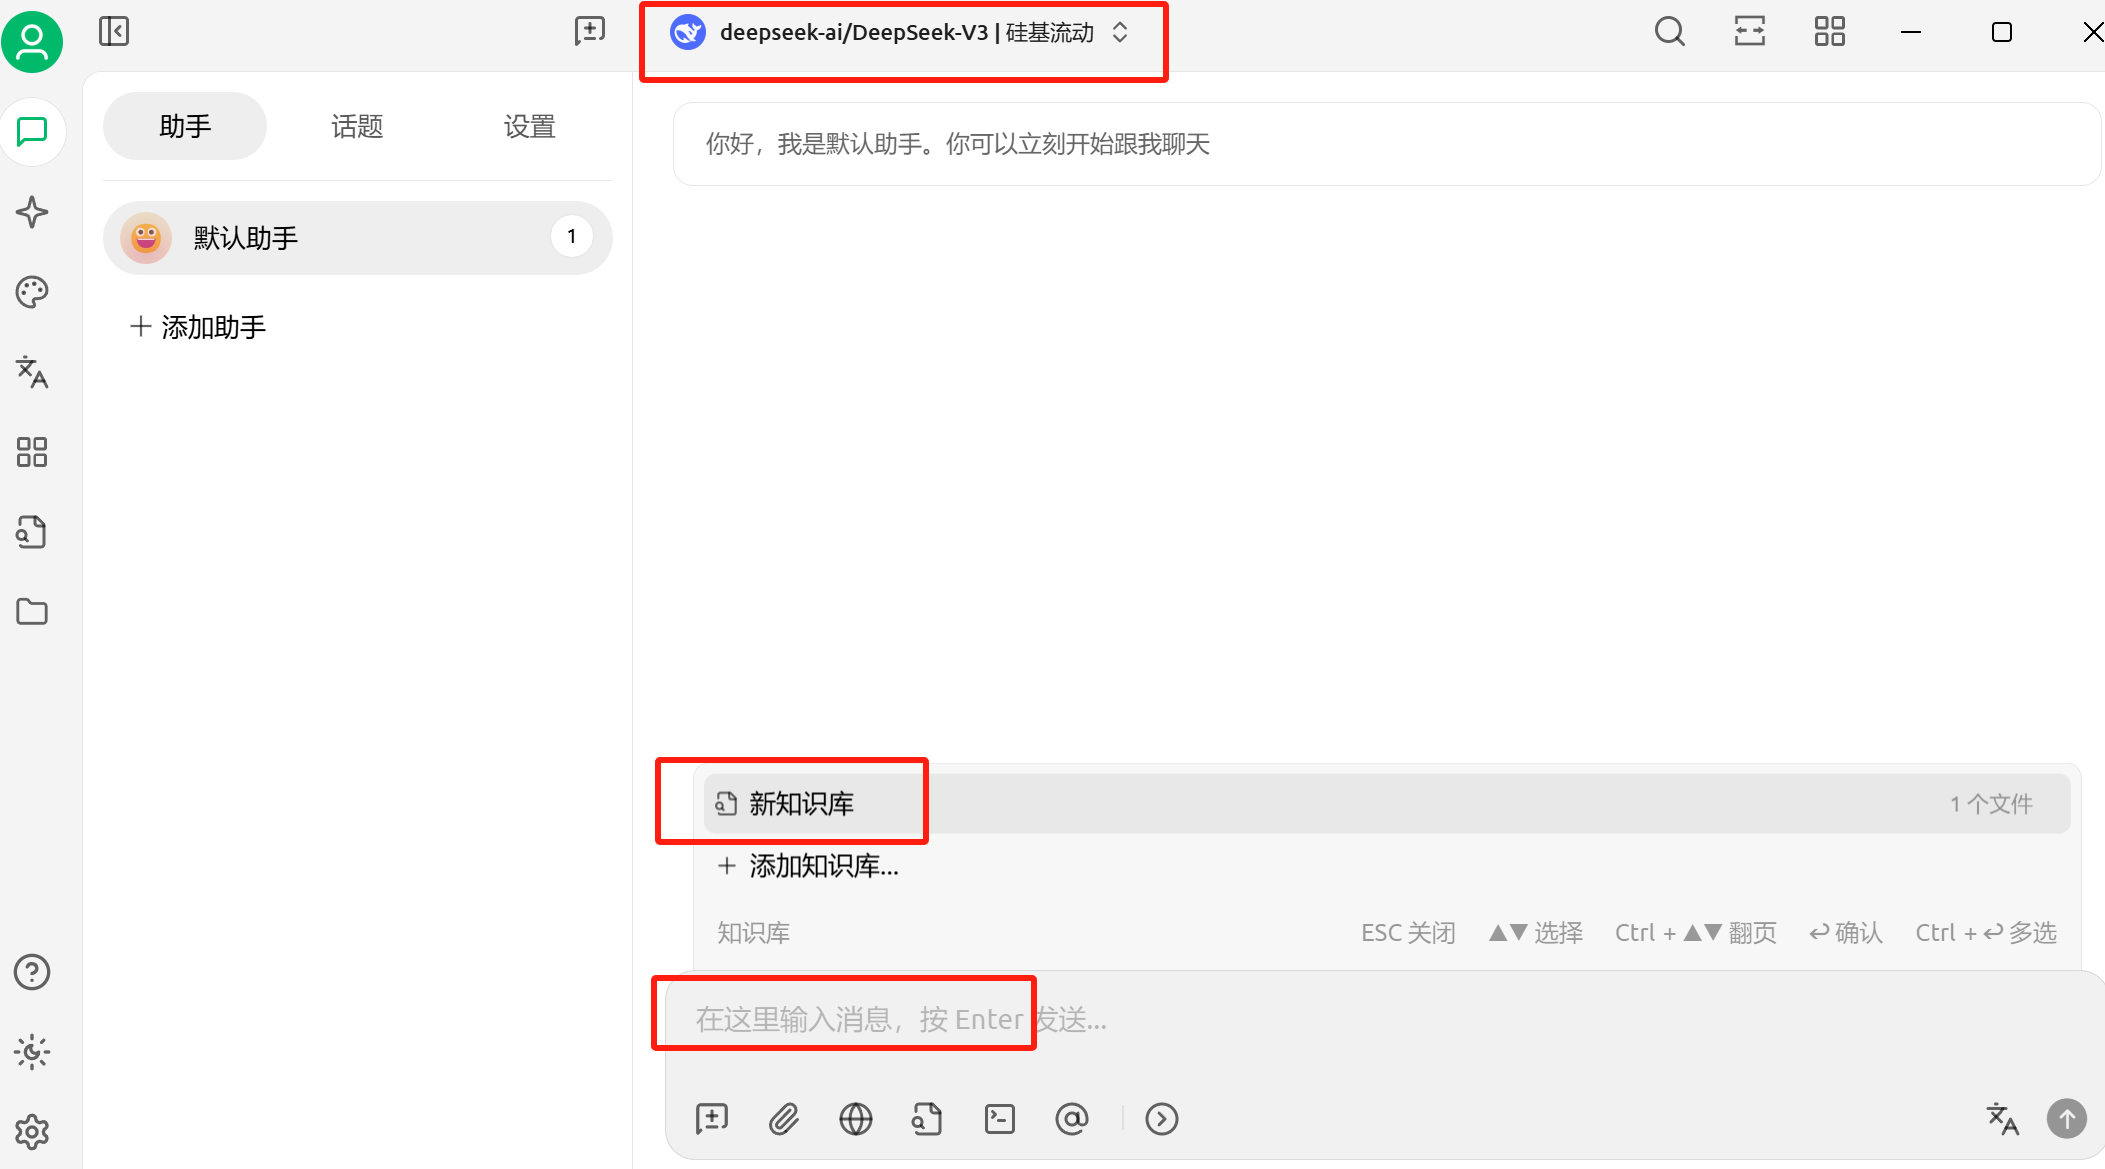 deepseek-ai/DeepSeek-V3 | 硅基流动
助手
话题
设置
默认助手
1
添加助手
你好，我是默认助手。你可以立刻开始跟我聊天
新知识库
1 个文件
添加知识库...
知识库
ESC 关闭
▲▼ 选择
Ctrl + ▲▼ 翻页
↩ 确认
Ctrl + ↩ 多选
在这里输入消息，按 Enter 发送...